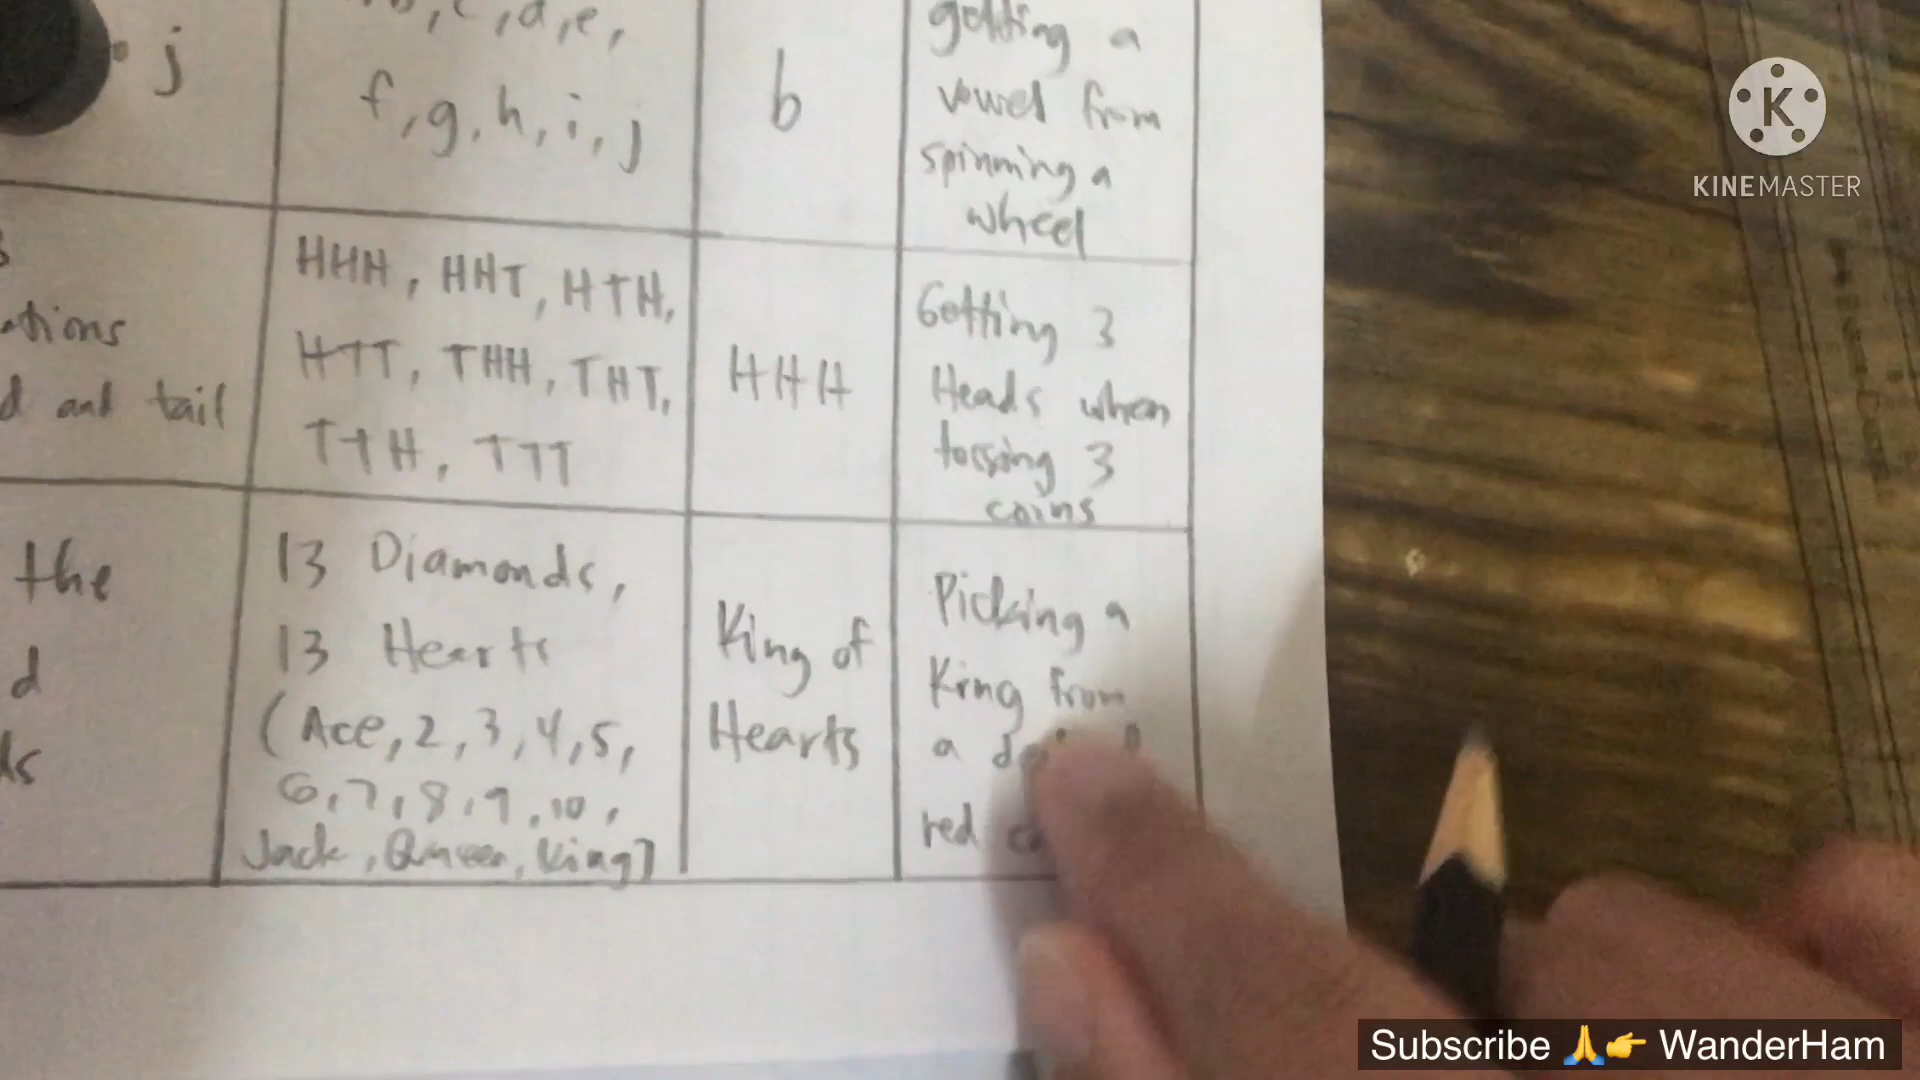 j
b, c, d, e,
f, g, h, i, j
b
getting a
vowel from
spinning a
wheel
and tail
HHH, HHT, HTH,
HTT, THH, THT,
TTH, TTT
HHH
Getting 3
Heads when
tossing 3
coins
the
13 Diamonds,
13 Hearts
(Ace, 2, 3, 4, 5,
6, 7, 8, 9, 10,
Jack, Queen, King)
King of
Hearts
Picking a
King from
a
red
KINEMASTER
Subscribe 🙏👉 WanderHam